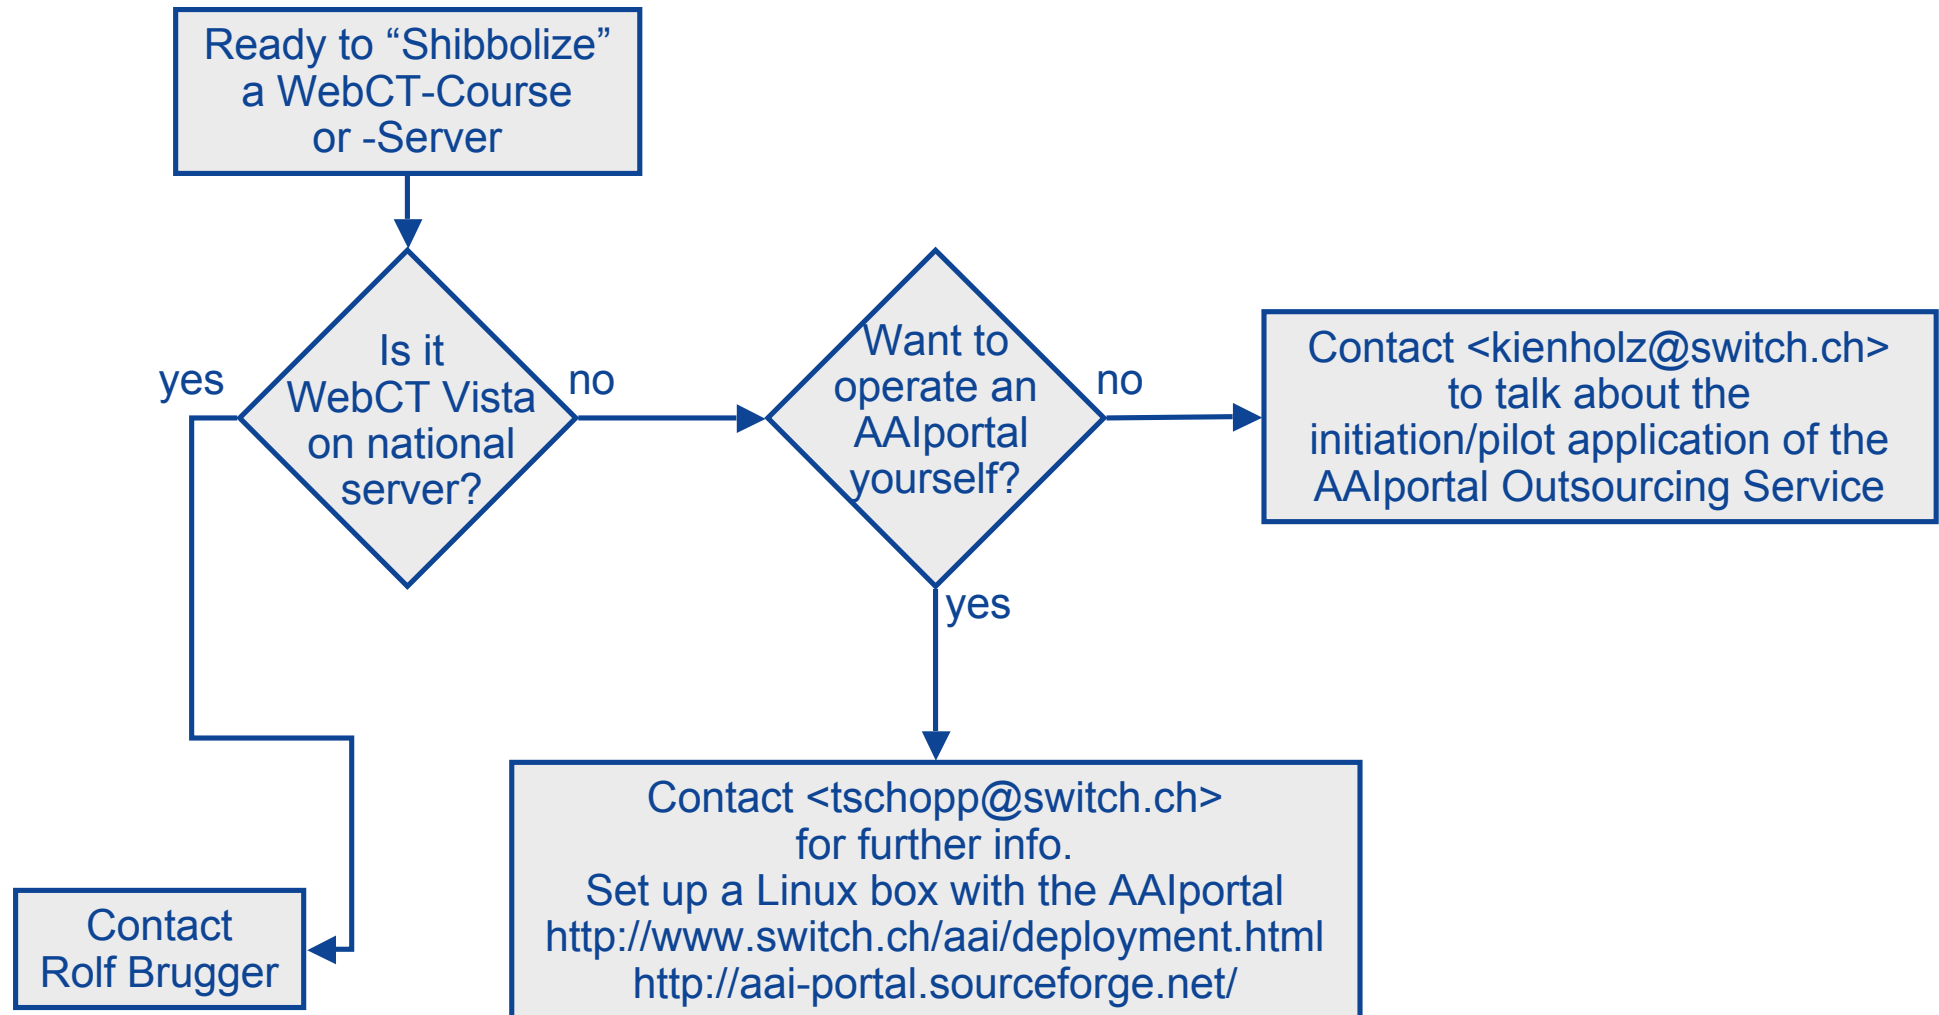 Ready to “Shibbolize”
a WebCT-Course
or -Server
Is it
WebCT Vista
on national
server?
yes
no
Want to
operate an
AAIportal
yourself?
no
yes
Contact <kienholz@switch.ch>
to talk about the
initiation/pilot application of the
AAIportal Outsourcing Service
Contact <tschopp@switch.ch>
for further info.
Set up a Linux box with the AAIportal
http://www.switch.ch/aai/deployment.html
http://aai-portal.sourceforge.net/
Contact
Rolf Brugger